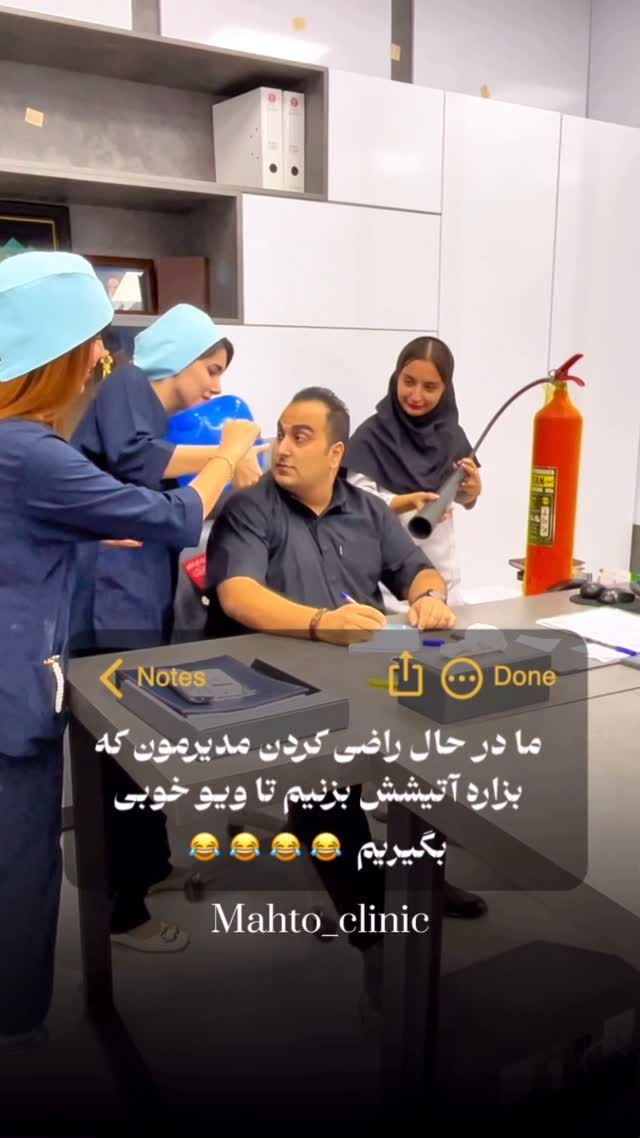 Notes
Done
ما در حال راضی کردن مدیرمون که
بزاره آتیشش بزنیم تا ویو خوبی
بگیریم 😂 😂 😂 😂
Mahto_clinic